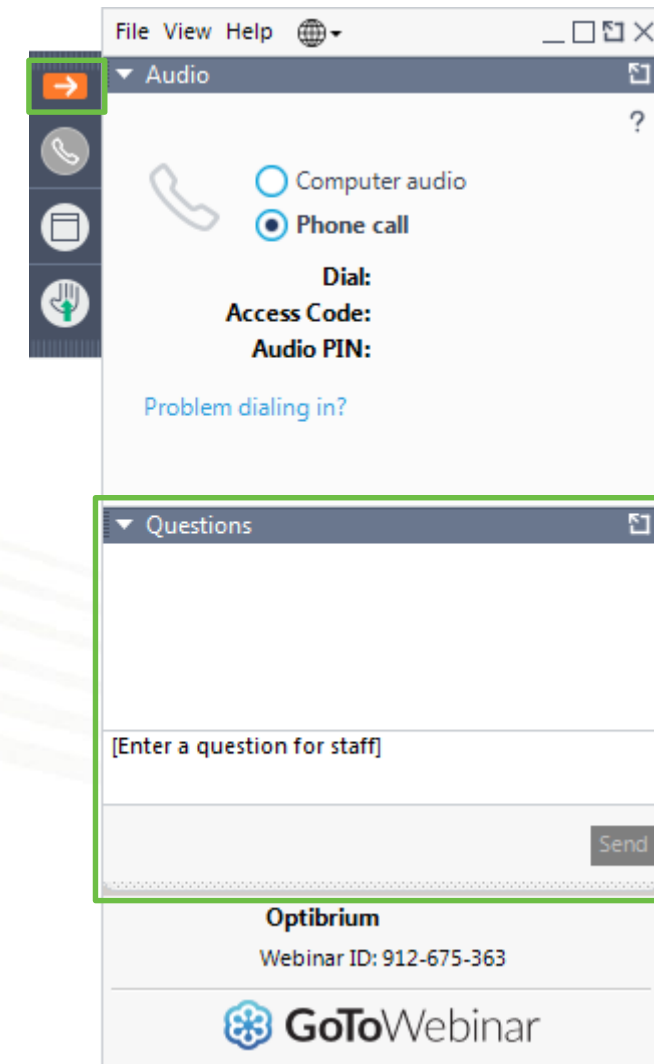 File View Help
Audio
?
Computer audio
Phone call
Dial:
Access Code:
Audio PIN:
Problem dialing in?
Questions
[Enter a question for staff]
Send
Optibrium
Webinar ID: 912-675-363
GoToWebinar